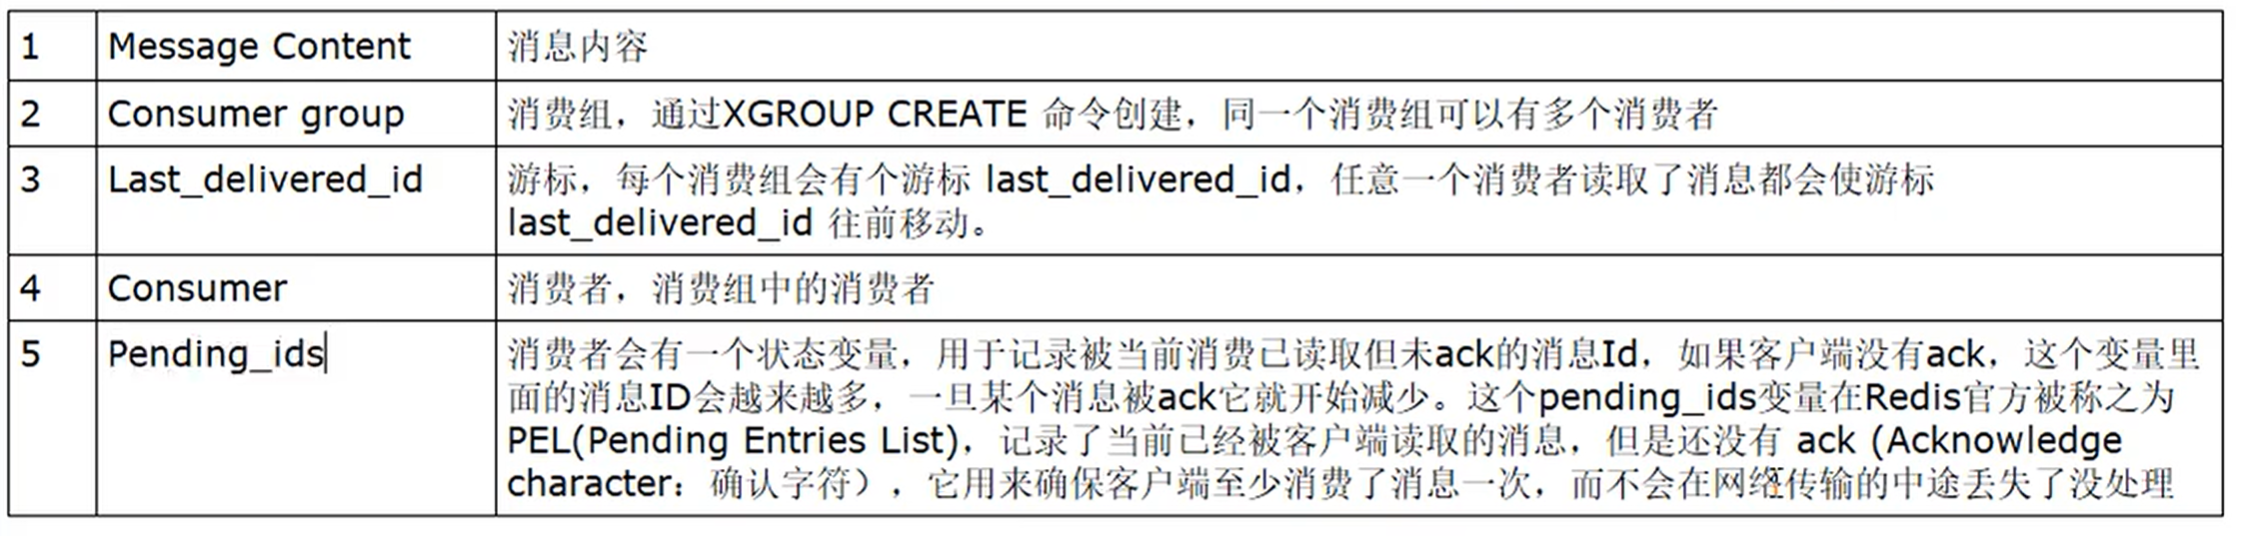 1 Message Content 消息内容
2 Consumer group 消费组，通过XGROUP CREATE 命令创建，同一个消费组可以有多个消费者
3 Last_delivered_id 游标，每个消费组会有个游标 last_delivered_id，任意一个消费者读取了消息都会使游标
last_delivered_id 往前移动。
4 Consumer 消费者，消费组中的消费者
5 Pending_ids 消费者会有一个状态变量，用于记录被当前消费已读取但未ack的消息Id，如果客户端没有ack，这个变量里
面的消息ID会越来越多，一旦某个消息被ack它就开始减少。这个pending_ids变量在Redis官方被称之为
PEL(Pending Entries List)，记录了当前已经被客户端读取的消息，但是还没有 ack (Acknowledge
character：确认字符），它用来确保客户端至少消费了消息一次，而不会在网络传输的中途丢失了没处理